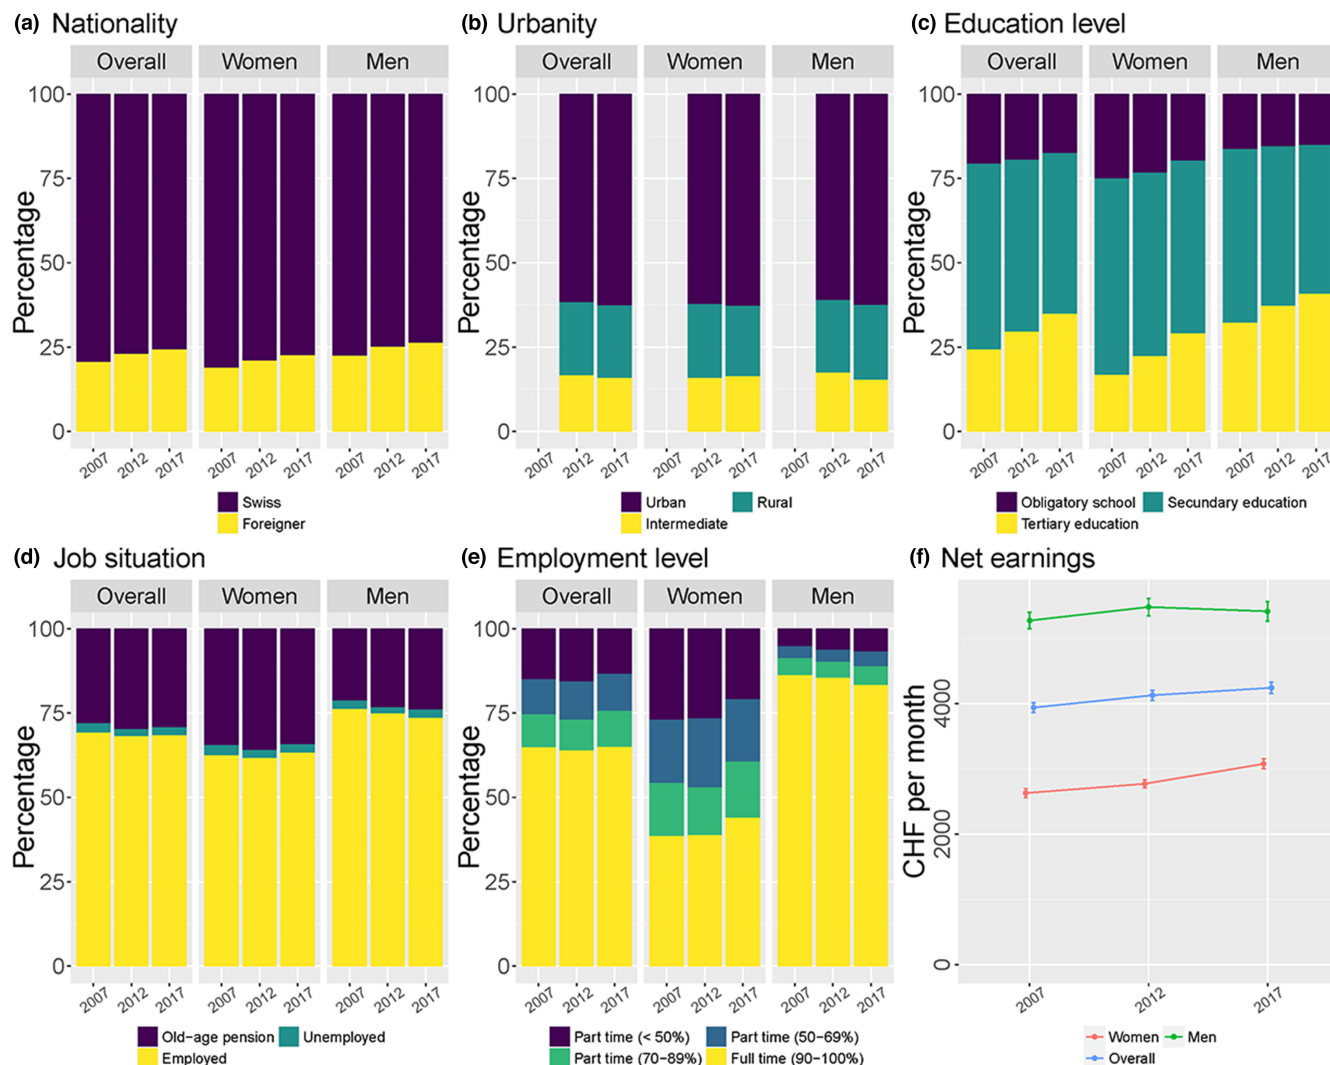 (a) Nationality
Overall Women Men
Percentage
100
75
50
25
0
2007 2012 2017 2007 2012 2017 2007 2012 2017
Swiss
Foreigner
(b) Urbanity
Overall Women Men
Percentage
100
75
50
25
0
2007 2012 2017 2007 2012 2017 2007 2012 2017
Urban Rural
Intermediate
(c) Education level
Overall Women Men
Percentage
100
75
50
25
0
2007 2012 2017 2007 2012 2017 2007 2012 2017
Obligatory school Secundary education
Tertiary education
(d) Job situation
Overall Women Men
Percentage
100
75
50
25
0
2007 2012 2017 2007 2012 2017 2007 2012 2017
Old-age pension Unemployed
Employed
(e) Employment level
Overall Women Men
Percentage
100
75
50
25
0
2007 2012 2017 2007 2012 2017 2007 2012 2017
Part time (< 50%) Part time (50-69%)
Part time (70-89%) Full time (90-100%)
(f) Net earnings
CHF per month
4000
2000
0
2007 2012 2017
Women Men
Overall